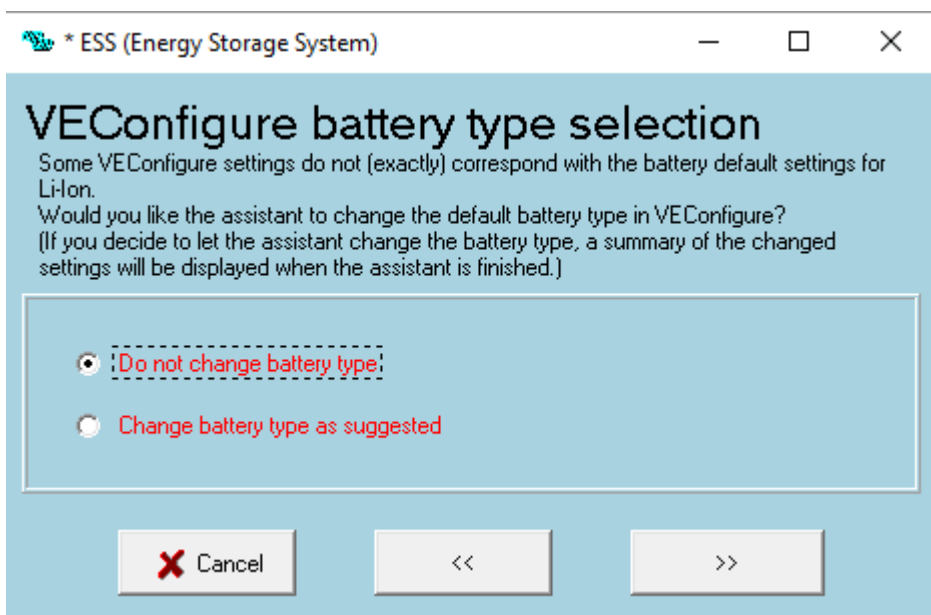 * ESS (Energy Storage System)
VEConfigure battery type selection
Some VEConfigure settings do not (exactly) correspond with the battery default settings for
Li-Ion.
Would you like the assistant to change the default battery type in VEConfigure?
(If you decide to let the assistant change the battery type, a summary of the changed
settings will be displayed when the assistant is finished.)
Do not change battery type
Change battery type as suggested
Cancel
<<
>>